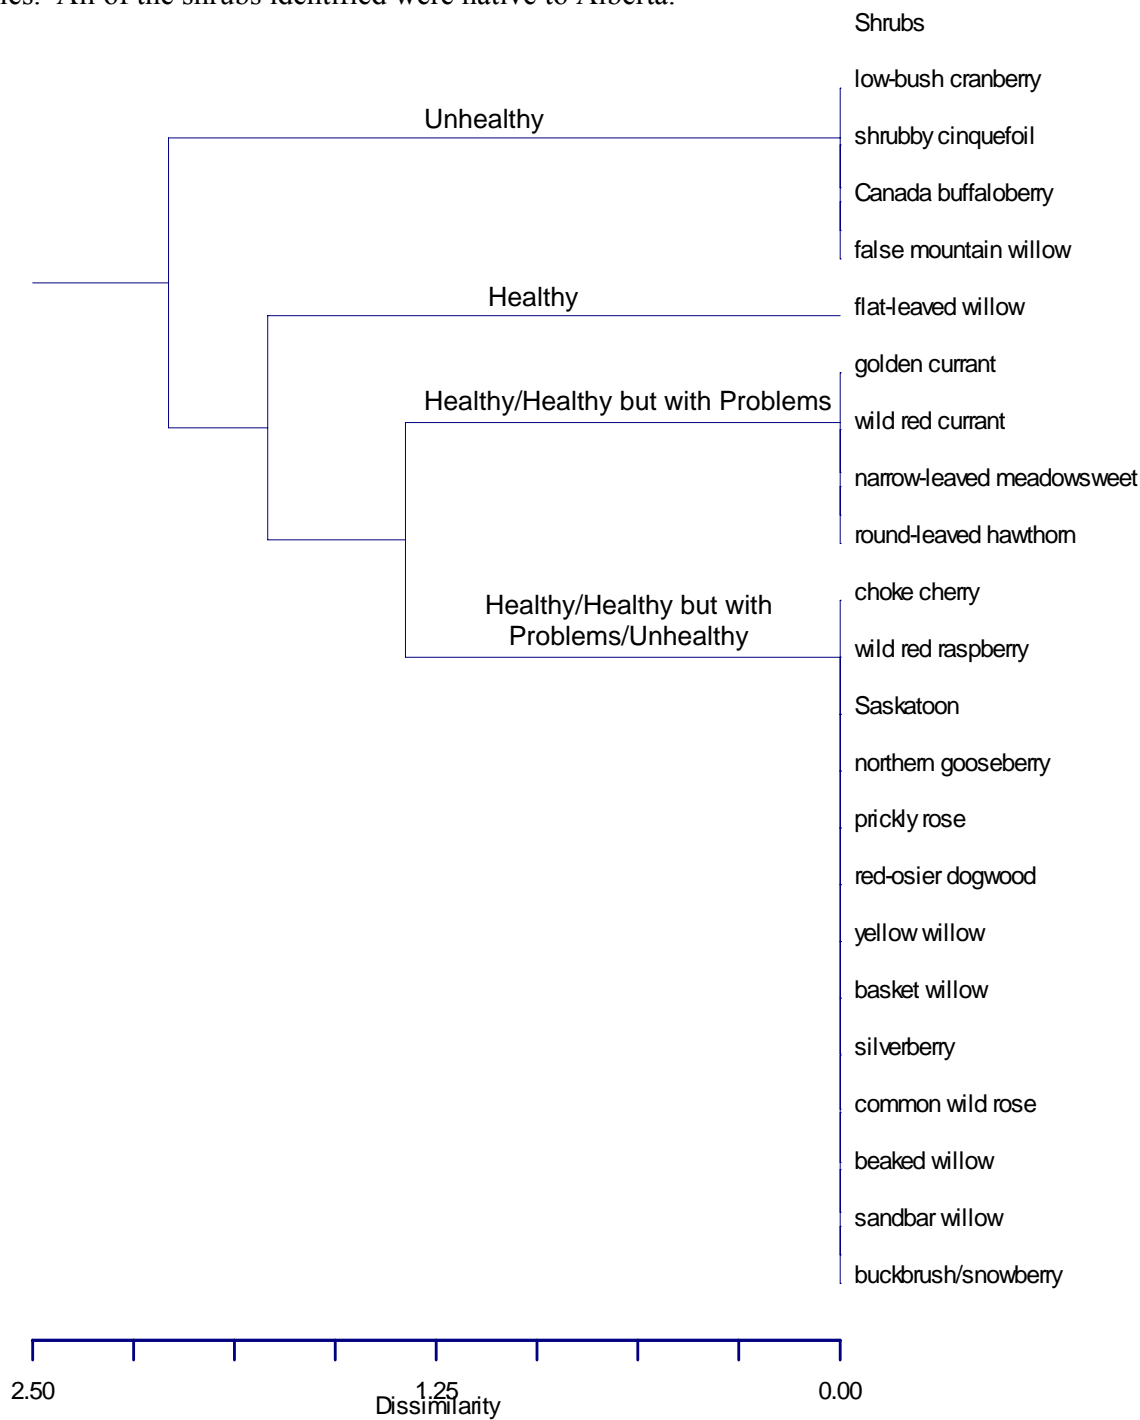 All of the shrubs identified were native to Alberta.
Shrubs
low-bush cranberry
Unhealthy
shrubby cinquefoil
Canada buffaloberry
false mountain willow
Healthy
flat-leaved willow
golden currant
Healthy/Healthy but with Problems
wild red currant
narrow-leaved meadowsweet
round-leaved hawthorn
choke cherry
Healthy/Healthy but with
Problems/Unhealthy
wild red raspberry
Saskatoon
northern gooseberry
prickly rose
red-osier dogwood
yellow willow
basket willow
silverberry
common wild rose
beaked willow
sandbar willow
buckbrush/snowberry
2.50
1.25
0.00
Dissimilarity